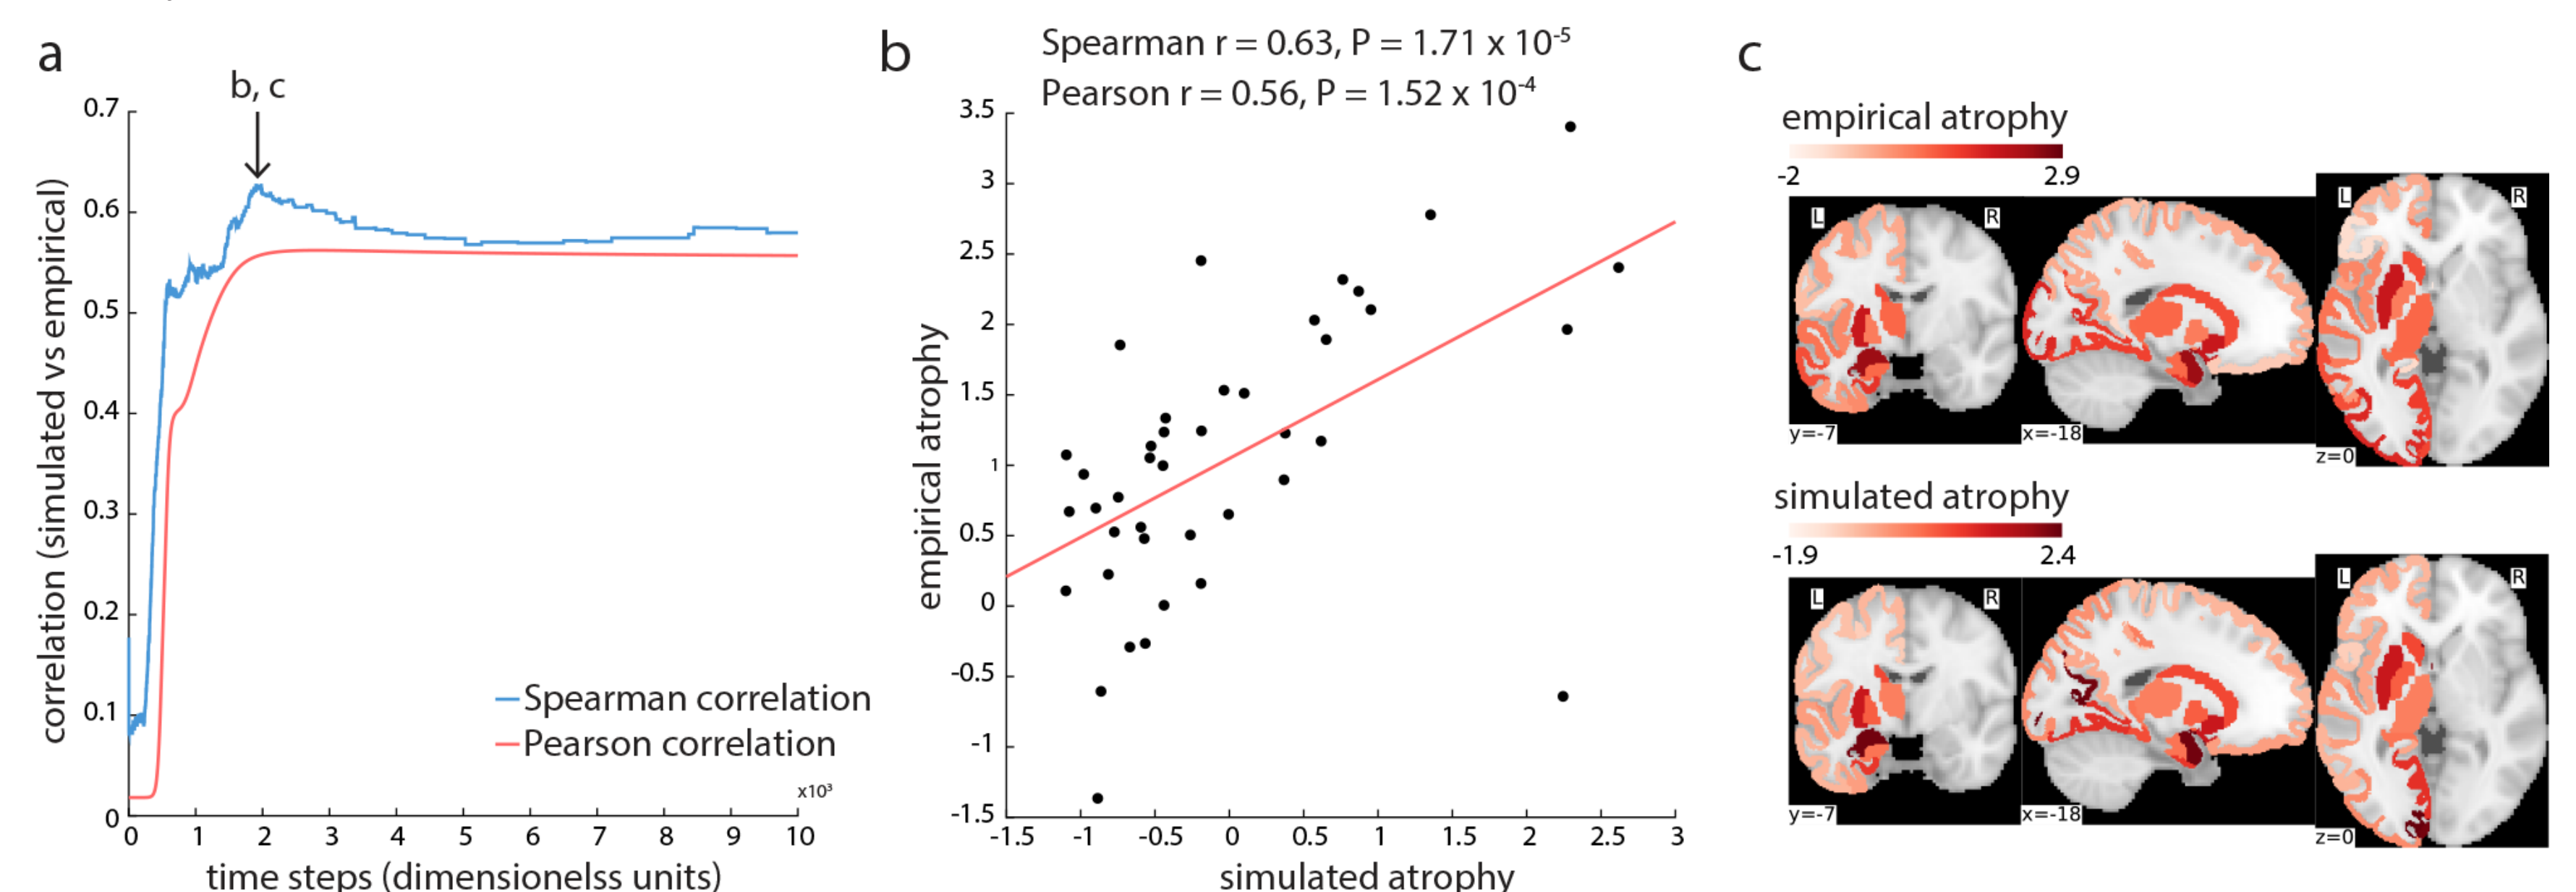 a
b, c
0.7
0.6
0.5
0.4
0.3
0.2
0.1
0
correlation (simulated vs empirical)
Spearman correlation
Pearson correlation
x10³
0 1 2 3 4 5 6 7 8 9 10
time steps (dimensionelss units)
b
Spearman r = 0.63, P = 1.71 x 10⁻⁵
Pearson r = 0.56, P = 1.52 x 10⁻⁴
3.5
3
2.5
2
1.5
1
0.5
0
-0.5
-1
-1.5
empirical atrophy
-1.5 -1 -0.5 0 0.5 1 1.5 2 2.5 3
simulated atrophy
c
empirical atrophy
-2 2.9
L R L R
y=-7 x=-18 z=0
simulated atrophy
-1.9 2.4
L R L R
y=-7 x=-18 z=0